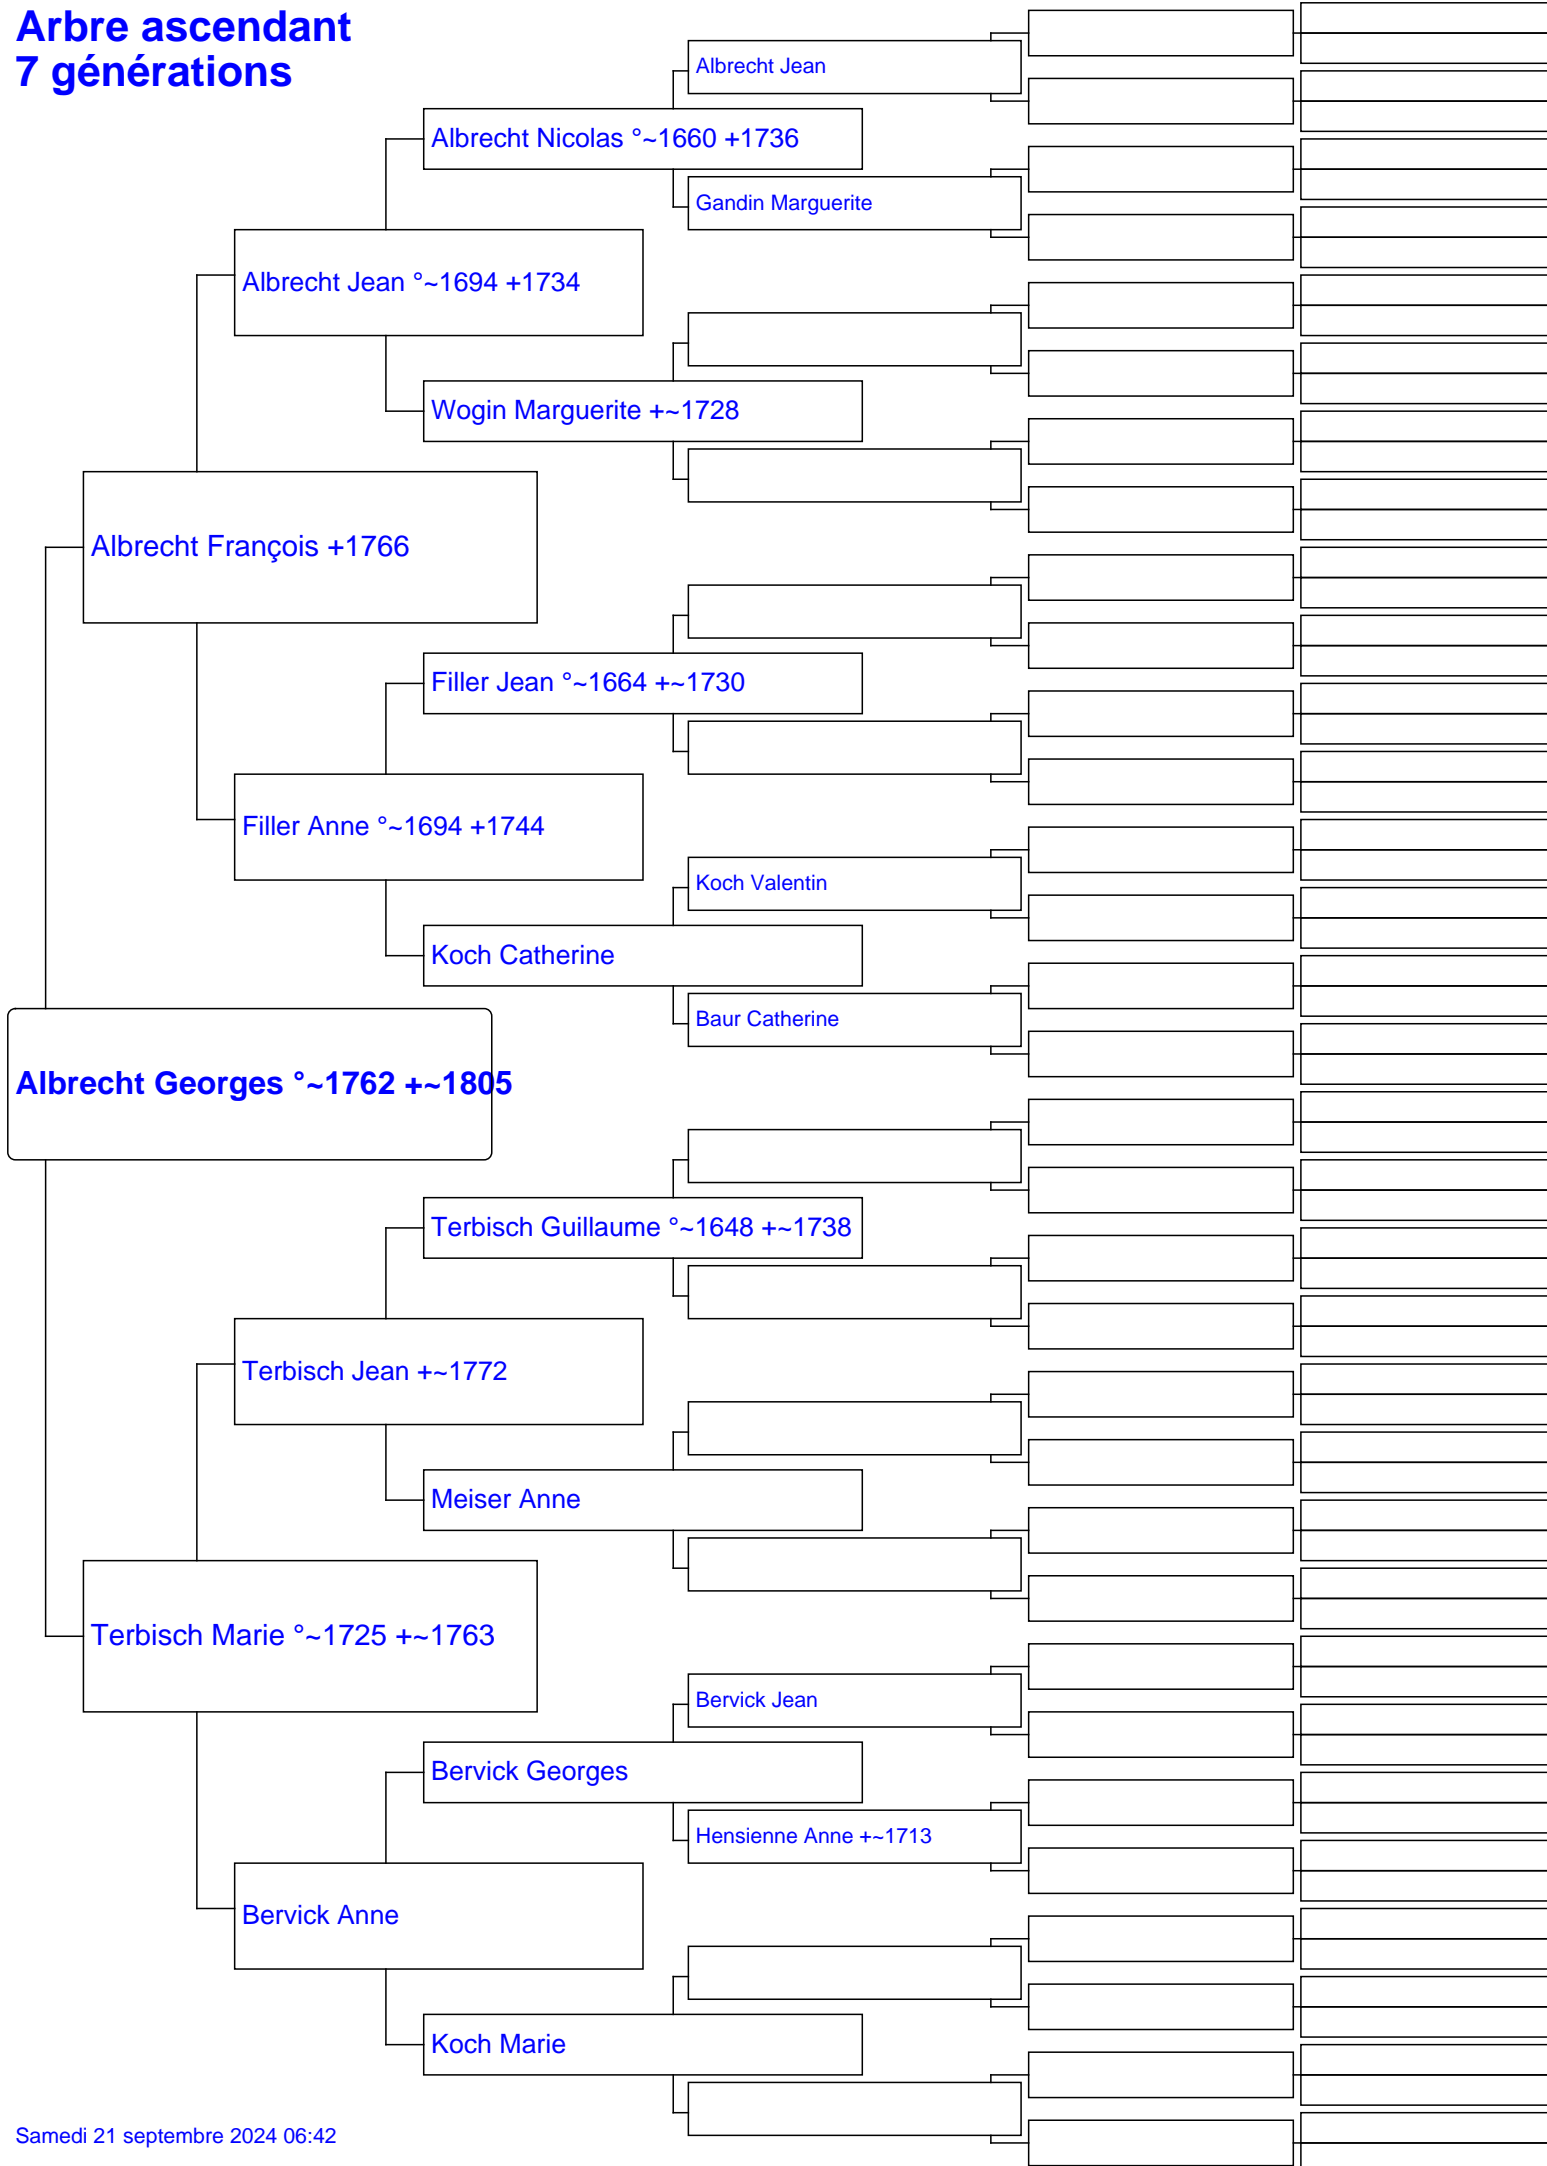 Arbre ascendant
7 générations
Albrecht Jean
Albrecht Nicolas °~1660 +1736
Gandin Marguerite
Albrecht Jean °~1694 +1734
Wogin Marguerite +~1728
Albrecht François +1766
Filler Jean °~1664 +~1730
Filler Anne °~1694 +1744
Koch Valentin
Koch Catherine
Baur Catherine
Albrecht Georges °~1762 +~1805
Terbisch Guillaume °~1648 +~1738
Terbisch Jean +~1772
Meiser Anne
Terbisch Marie °~1725 +~1763
Bervick Jean
Bervick Georges
Hensienne Anne +~1713
Bervick Anne
Koch Marie
Samedi 21 septembre 2024 06:42